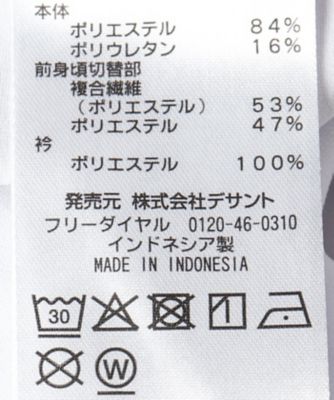 本体
ポリエステル 84%
ポリウレタン 16%
前身頃切替部
複合繊維
(ポリエステル) 53%
ポリエステル 47%
衿
ポリエステル 100%
発売元 株式会社デサント
フリーダイヤル 0120-46-0310
インドネシア製
MADE IN INDONESIA
30
W